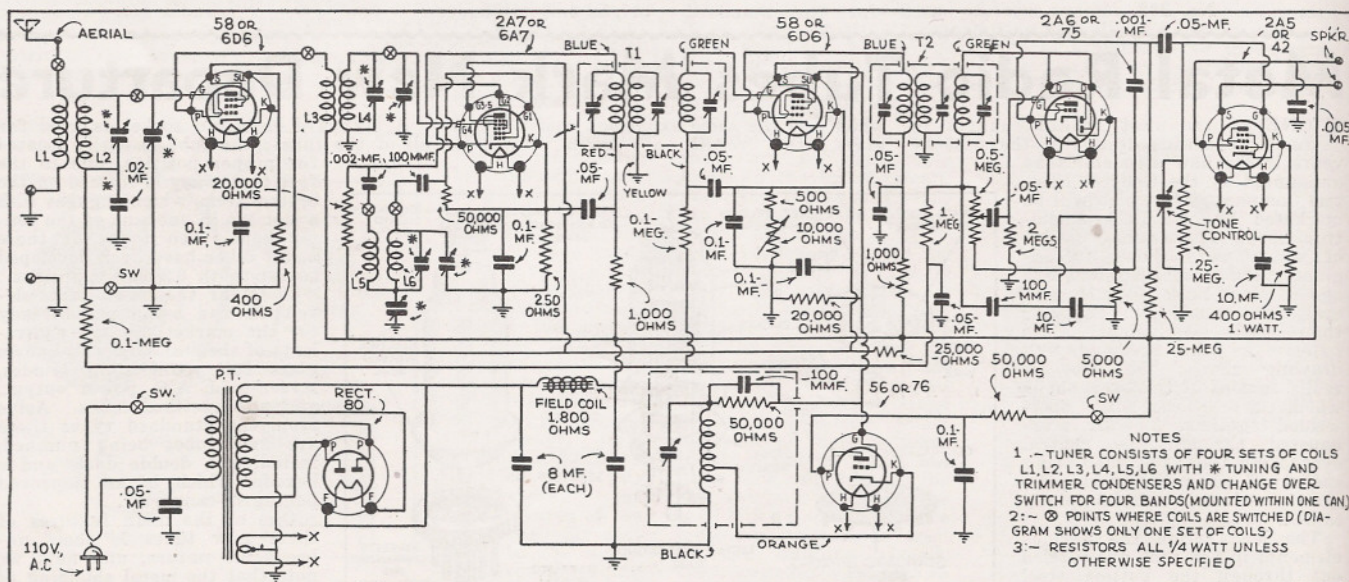 AERIAL
58 OR
6D6
2A7 OR
6A7
BLUE
T1
GREEN
58 OR
6D6
BLUE
T2
GREEN
2A6 OR
75
.001-
MF.
.05-MF.
2A5
OR
42
SPKR.
L1
L2
*
*
.02-
MF.
G
S
SU
P
K
H
H
X
X
L3
L4
*
*
G3-5
G2
G1
G4
P
K
H
H
X
X
RED
BLACK
YELLOW
.05-
MF.
.05-
MF.
G
S
SU
P
K
H
H
X
X
.05-
MF
0.5-
MEG.
.05-
MF
G
D
D
P
K
H
H
X
X
S
G
P
K
H
H
X
X
.005
MF.
20,000
OHMS
.002-MF.
100MMF.
0.1-
MF.
50,000
OHMS
0.1-
MF.
0.1-
MEG.
0.1-
MF.
500
OHMS
10,000
OHMS
1
MEG.
2
MEGS
TONE
CONTROL
SW
400
OHMS
L5
L6
*
*
*
250
OHMS
1,000
OHMS
0.1-
MF.
20,000
OHMS
1,000
OHMS
.05-
MF.
100
MMF.
10.
MF.
.25-
MEG.
10. MF.
400 OHMS
1. WATT.
0.1-MEG
25,000
OHMS
50,000
OHMS
5,000
OHMS
25-MEG
SW.
P.T.
RECT.
80
P
P
F
F
FIELD COIL
1,800
OHMS
8 MF.
(EACH)
100
MMF.
50,000
OHMS
56 OR 76
G
P
K
H
H
X
X
0.1-
MF.
SW
.05-
MF
110V.,
A.C
X
X
BLACK
ORANGE
NOTES
1 .– TUNER CONSISTS OF FOUR SETS OF COILS
L1, L2, L3, L4, L5, L6 WITH * TUNING AND
TRIMMER CONDENSERS AND CHANGE OVER
SWITCH FOR FOUR BANDS (MOUNTED WITHIN ONE CAN)
2:– ⊗ POINTS WHERE COILS ARE SWITCHED (DIA-
GRAM SHOWS ONLY ONE SET OF COILS)
3:– RESISTORS ALL 1/4 WATT UNLESS
OTHERWISE SPECIFIED